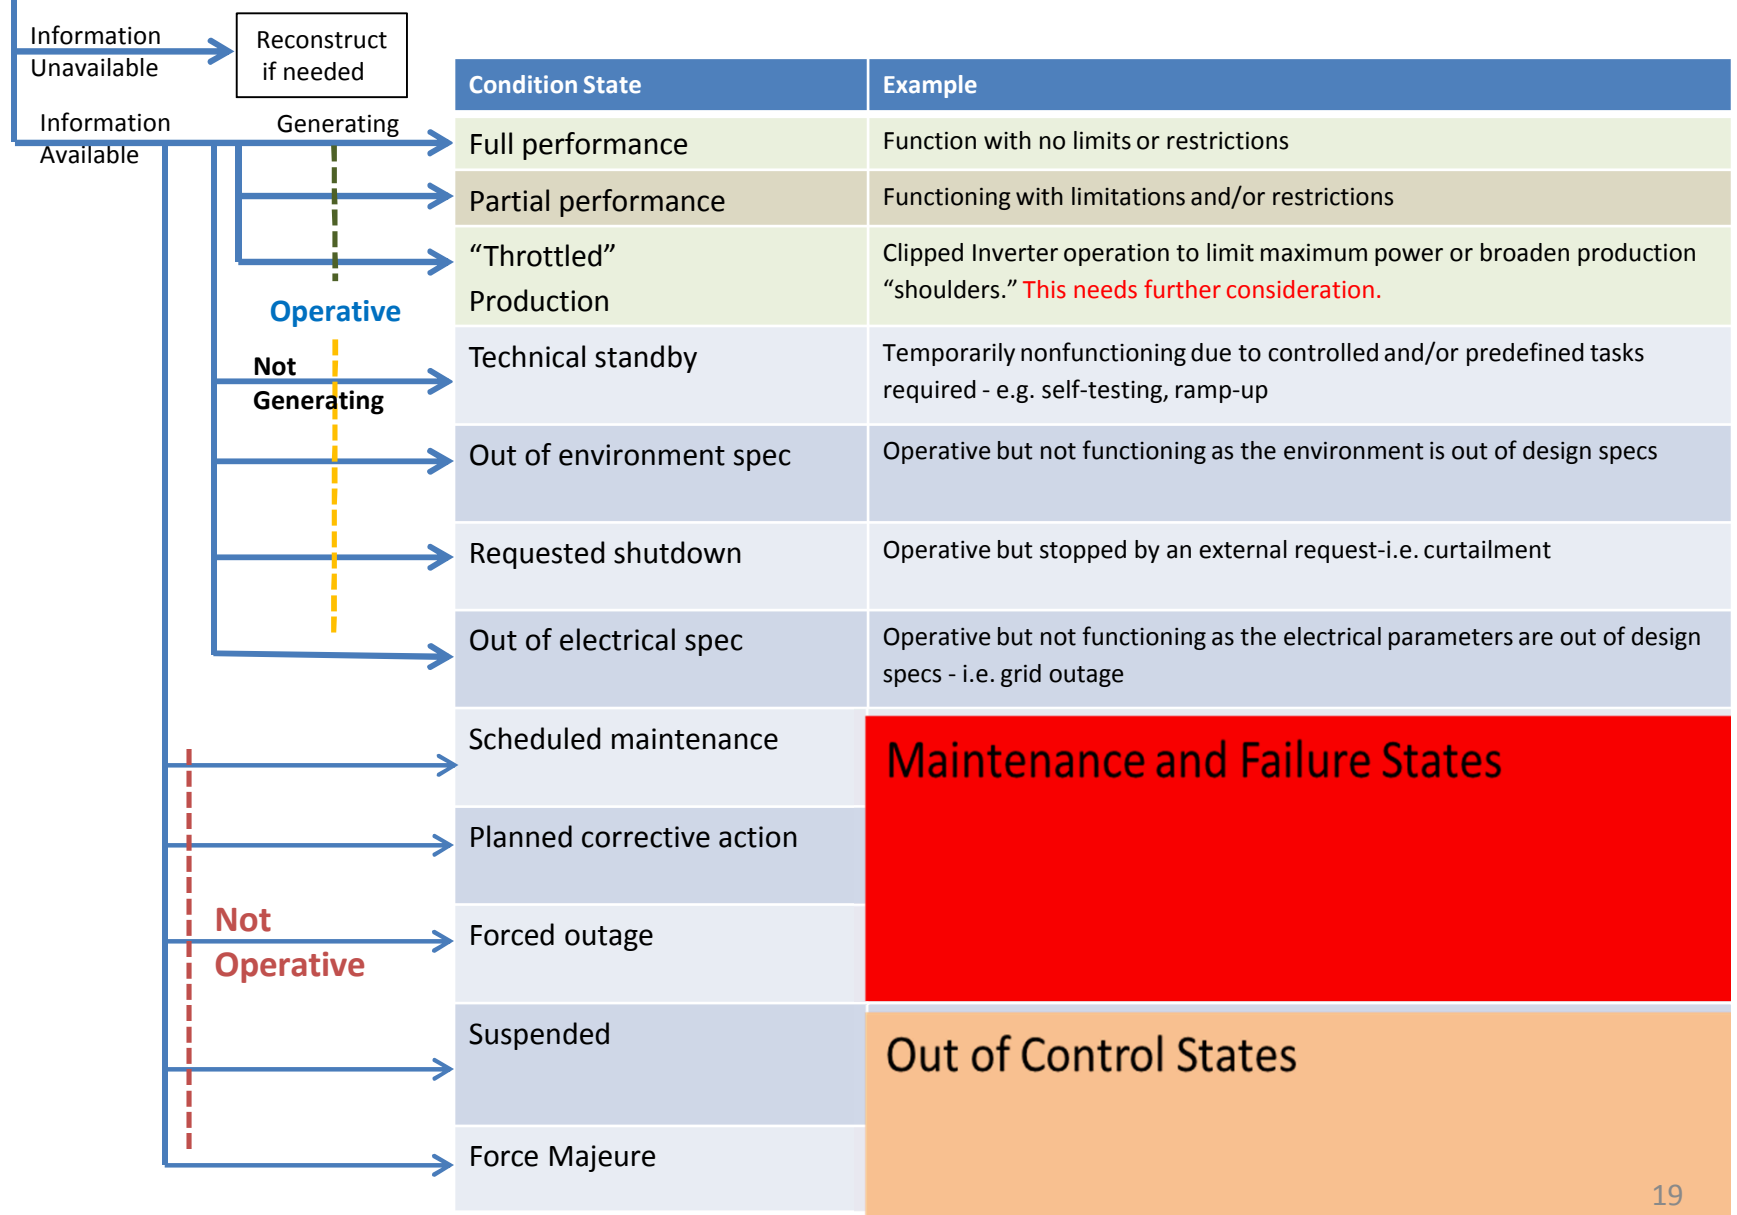 Information
Unavailable
Reconstruct
if needed
Information
Available
Generating
Operative
Not
Generating
Not
Operative
Condition State
Example
Full performance
Function with no limits or restrictions
Partial performance
Functioning with limitations and/or restrictions
“Throttled”
Production
Clipped Inverter operation to limit maximum power or broaden production
“shoulders.” This needs further consideration.
Technical standby
Temporarily nonfunctioning due to controlled and/or predefined tasks
required - e.g. self-testing, ramp-up
Out of environment spec
Operative but not functioning as the environment is out of design specs
Requested shutdown
Operative but stopped by an external request-i.e. curtailment
Out of electrical spec
Operative but not functioning as the electrical parameters are out of design
specs - i.e. grid outage
Scheduled maintenance
Maintenance and Failure States
Planned corrective action
Forced outage
Suspended
Out of Control States
Force Majeure
19